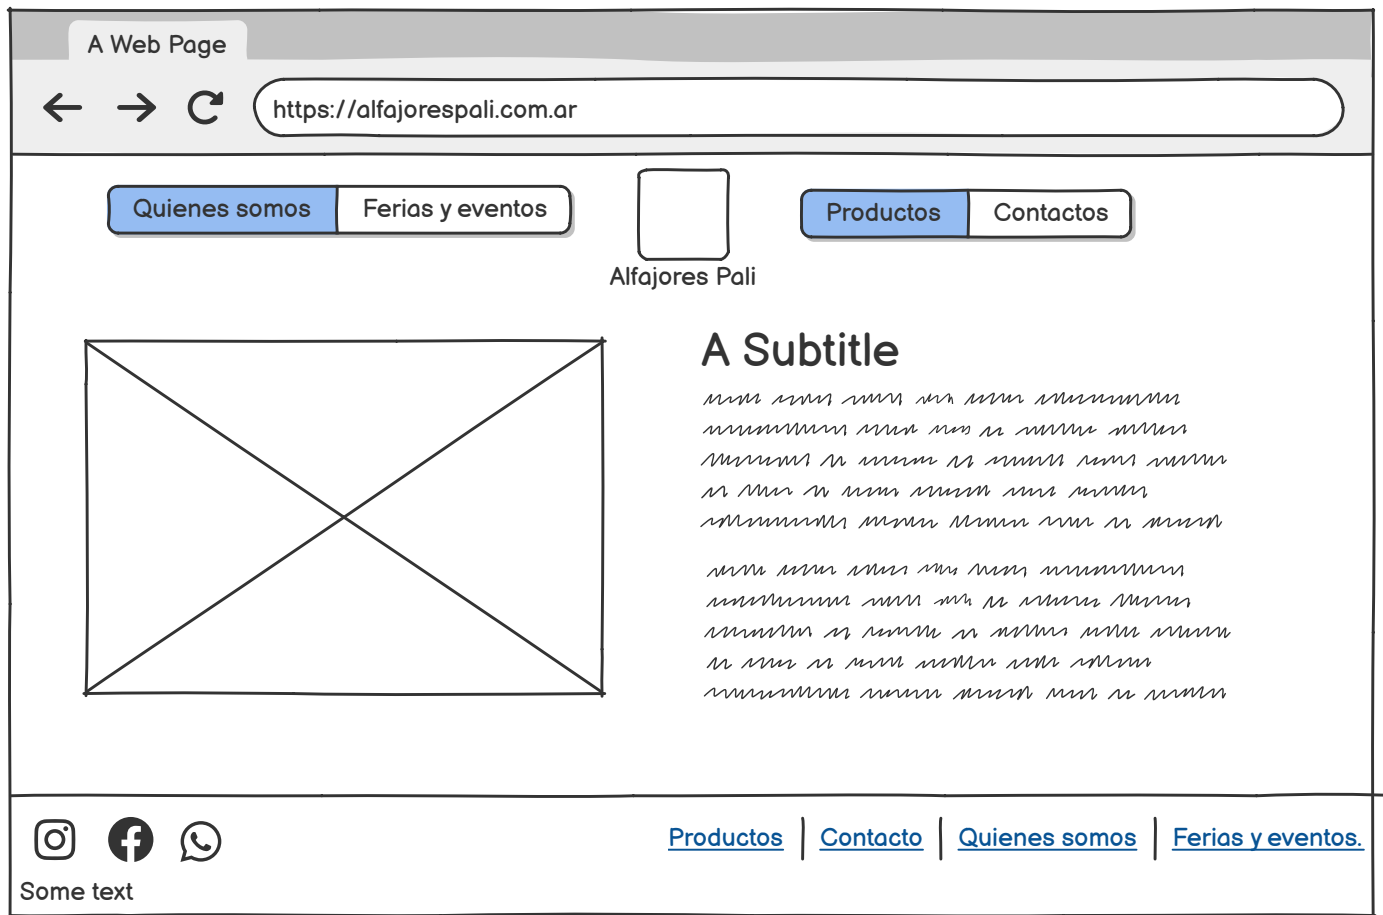 A Web Page
https://alfajorespali.com.ar
Quienes somos Ferias y eventos Productos Contactos
Alfajores Pali
A Subtitle
Productos Contacto Quienes somos Ferias y eventos.
Some text